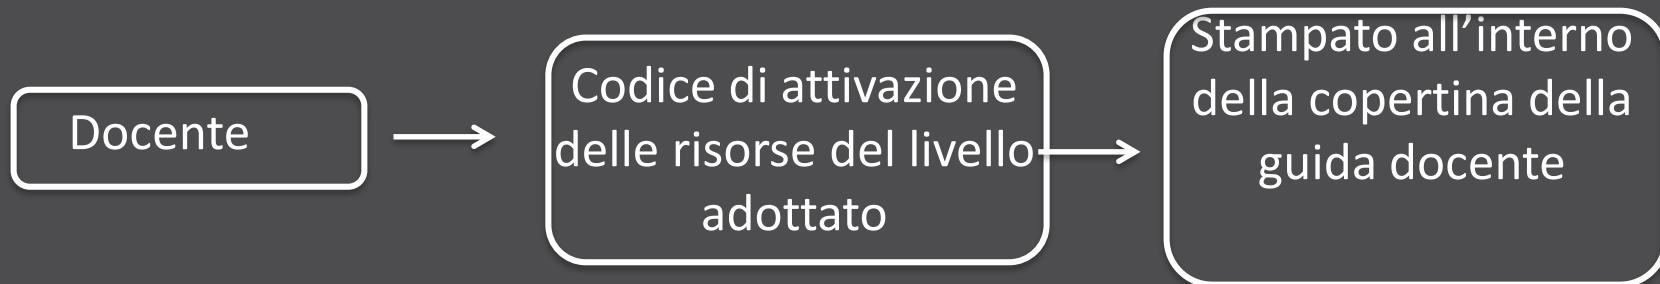 Docente
Codice di attivazione
delle risorse del livello
adottato
Stampato all’interno
della copertina della
guida docente